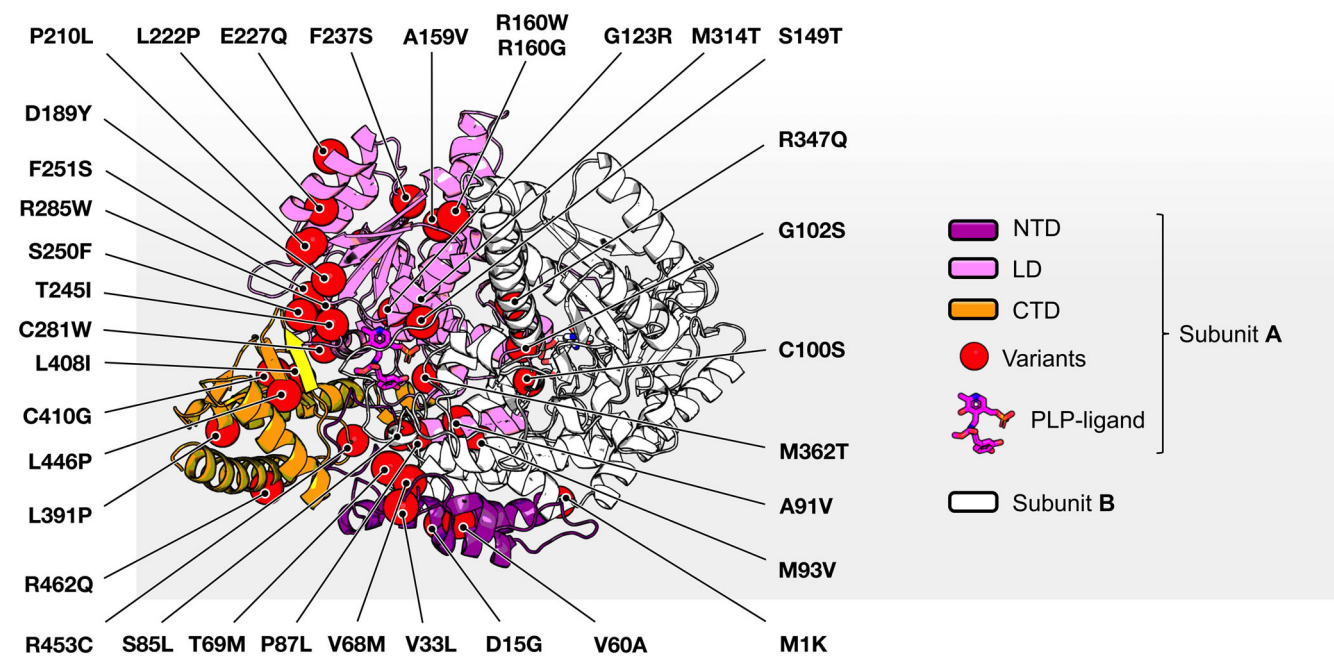 P210L
L222P
E227Q
F237S
A159V
R160W
R160G
G123R
M314T
S149T
D189Y
F251S
R285W
S250F
T245I
C281W
L408I
C410G
L446P
L391P
R462Q
R453C
S85L
T69M
P87L
V68M
V33L
D15G
V60A
M1K
R347Q
G102S
C100S
M362T
A91V
M93V
NTD
LD
CTD
Variants
PLP-ligand
Subunit A
Subunit B